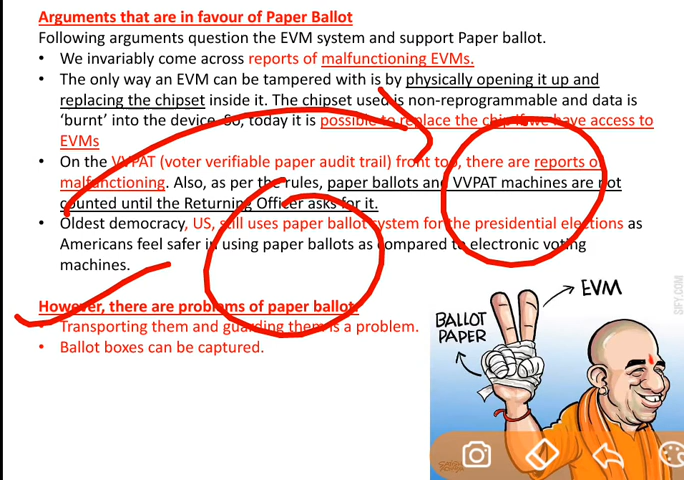 Arguments that are in favour of Paper Ballot
Following arguments question the EVM system and support Paper ballot.
• We invariably come across reports of malfunctioning EVMs.
• The only way an EVM can be tampered with is by physically opening it up and
replacing the chipset inside it. The chipset used is non-reprogrammable and data is
‘burnt’ into the device. So, today it is possible to replace the chip if we have access to
EVMs
• On the VVPAT (voter verifiable paper audit trail) front too, there are reports of
malfunctioning. Also, as per the rules, paper ballots and VVPAT machines are not
counted until the Returning Officer asks for it.
• Oldest democracy, US, still uses paper ballot system for the presidential elections as
Americans feel safer in using paper ballots as compared to electronic voting
machines.
However, there are problems of paper ballot:
• Transporting them and guarding them is a problem.
• Ballot boxes can be captured.
EVM
BALLOT
PAPER
SIFY.COM